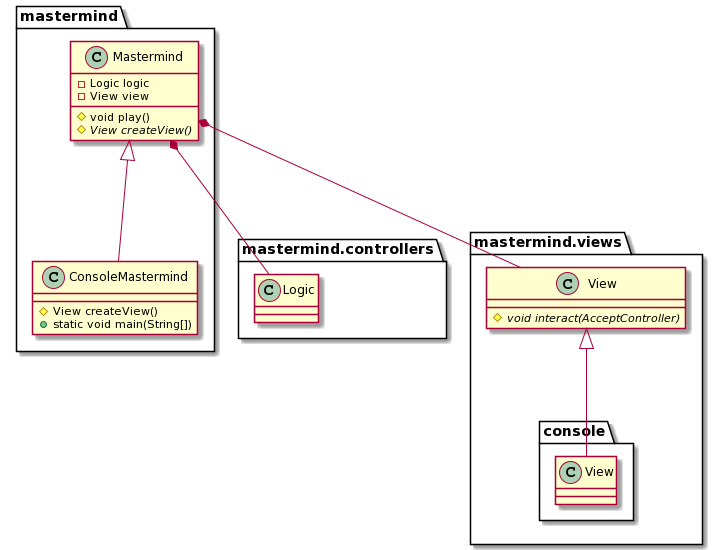 mastermind
C Mastermind
Logic logic
View view
void play()
View createView()
C ConsoleMastermind
View createView()
static void main(String[])
mastermind.controllers
C Logic
mastermind.views
C View
void interact(AcceptController)
console
C View